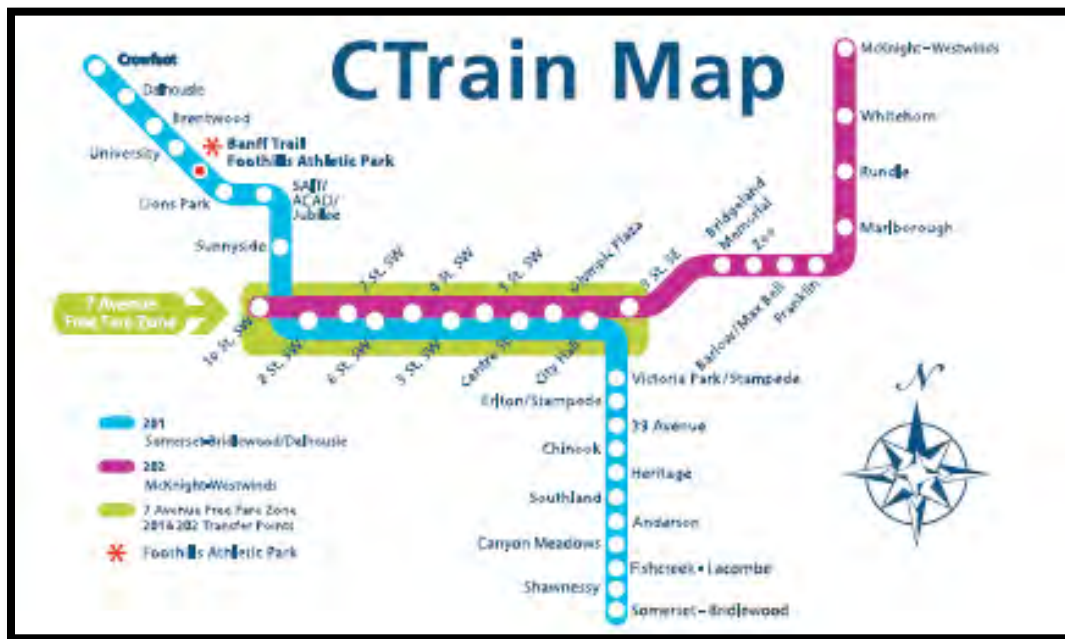 CTrain Map
Crowfoot
Dalhousie
Brentwood
University
Banff Trail
Foothills Athletic Park
Lions Park
SAIT/
ACAD/
Jubilee
Sunnyside
7 Avenue
Free Fare Zone
10 St. SW
8 St. SW
7 St. SW
6 St. SW
4 St. SW
3 St. SW
Centre St.
City Hall
Olympic Plaza
3 St. SE
Bridgeland
Memorial
Zoo
Barlow/Max Bell
Franklin
Marlborough
Rundle
Whitehorn
McKnight-Westwinds
Victoria Park/Stampede
Erlton/Stampede
39 Avenue
Chinook
Heritage
Southland
Anderson
Canyon Meadows
Fishcreek • Lacombe
Shawnessy
Somerset-Bridlewood
N
201
Somerset-Bridlewood/Dalhousie
202
McKnight-Westwinds
7 Avenue Free Fare Zone
201&202 Transfer Points
Foothills Athletic Park